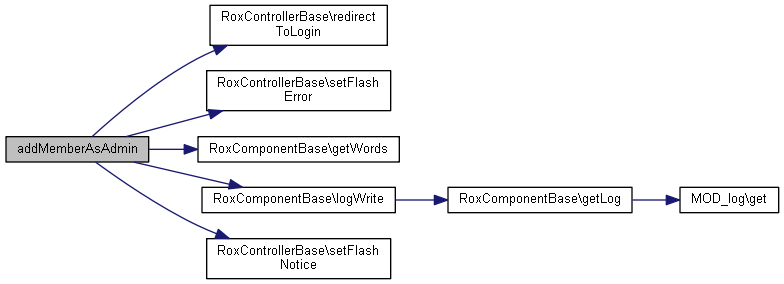 RoxControllerBase\redirect
ToLogin
RoxControllerBase\setFlash
Error
addMemberAsAdmin
RoxComponentBase\getWords
RoxComponentBase\logWrite
RoxComponentBase\getLog
MOD_log\get
RoxControllerBase\setFlash
Notice